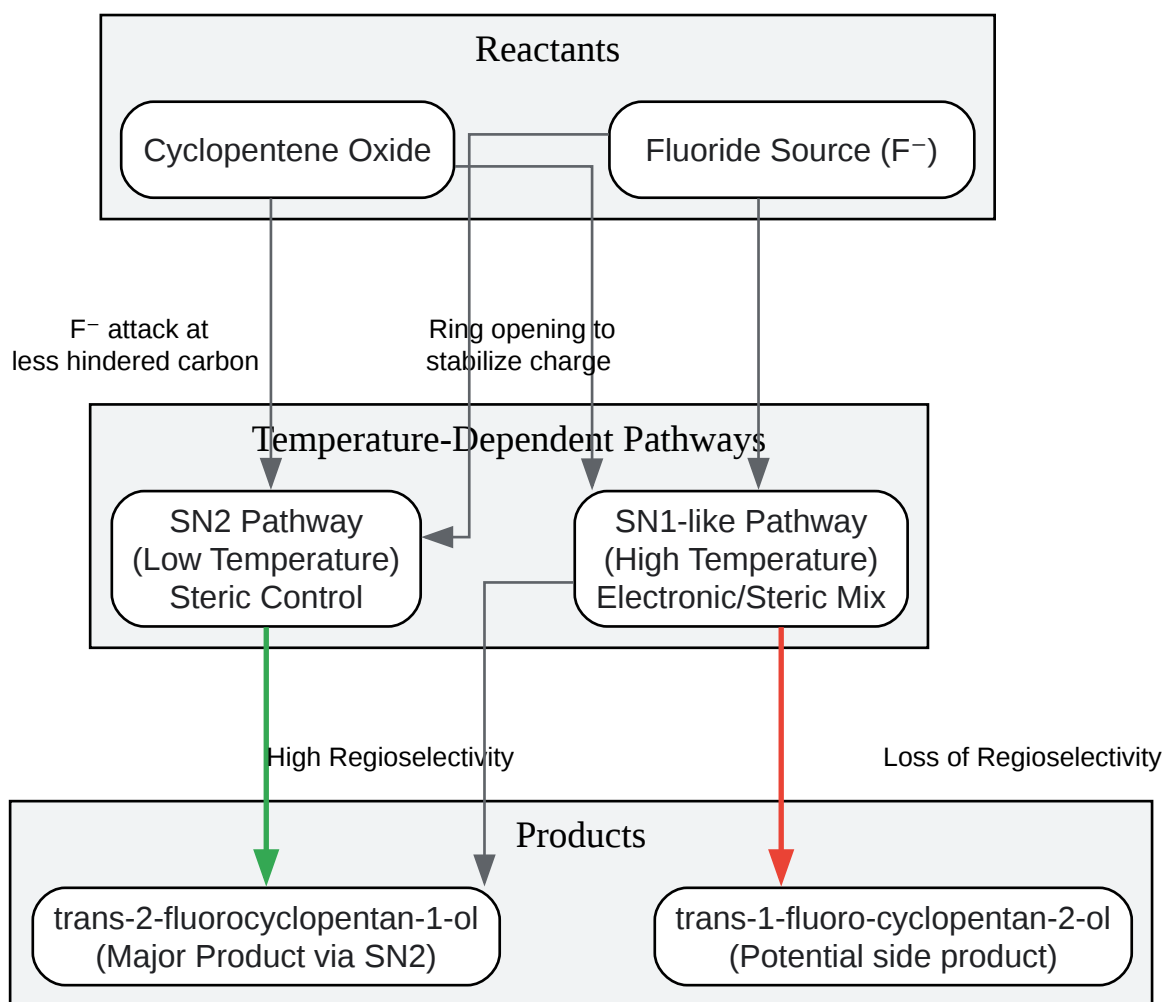 Reactants
Cyclopentene Oxide
Fluoride Source (F⁻)
F⁻ attack at
less hindered carbon
Ring opening to
stabilize charge
Temperature-Dependent Pathways
SN2 Pathway
(Low Temperature)
Steric Control
SN1-like Pathway
(High Temperature)
Electronic/Steric Mix
High Regioselectivity
Loss of Regioselectivity
Products
trans-2-fluorocyclopentan-1-ol
(Major Product via SN2)
trans-1-fluoro-cyclopentan-2-ol
(Potential side product)